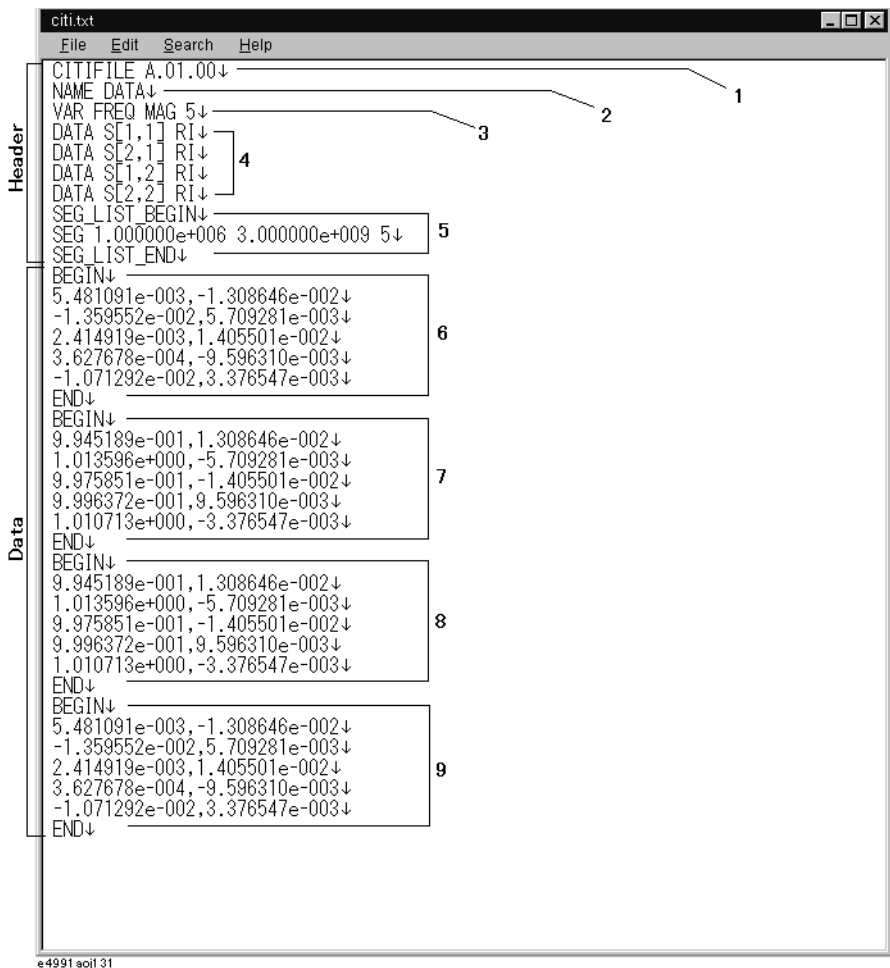 citi.txt
File Edit Search Help
CITIFILE A.01.00↓
1
NAME DATA↓
2
VAR FREQ MAG 5↓
3
Header
DATA S[1,1] RI↓
DATA S[2,1] RI↓
4
DATA S[1,2] RI↓
DATA S[2,2] RI↓
SEG_LIST_BEGIN↓
SEG 1.000000e+006 3.000000e+009 5↓
5
SEG_LIST_END↓
Data
BEGIN↓
5.481091e-003,-1.308646e-002↓
-1.359552e-002,5.709281e-003↓
2.414919e-003,1.405501e-002↓
6
3.627678e-004,-9.596310e-003↓
-1.071292e-002,3.376547e-003↓
END↓
BEGIN↓
9.945189e-001,1.308646e-002↓
1.013596e+000,-5.709281e-003↓
9.975851e-001,-1.405501e-002↓
7
9.996372e-001,9.596310e-003↓
1.010713e+000,-3.376547e-003↓
END↓
BEGIN↓
9.945189e-001,1.308646e-002↓
1.013596e+000,-5.709281e-003↓
9.975851e-001,-1.405501e-002↓
8
9.996372e-001,9.596310e-003↓
1.010713e+000,-3.376547e-003↓
END↓
BEGIN↓
5.481091e-003,-1.308646e-002↓
-1.359552e-002,5.709281e-003↓
2.414919e-003,1.405501e-002↓
9
3.627678e-004,-9.596310e-003↓
-1.071292e-002,3.376547e-003↓
END↓
e4991aoi131